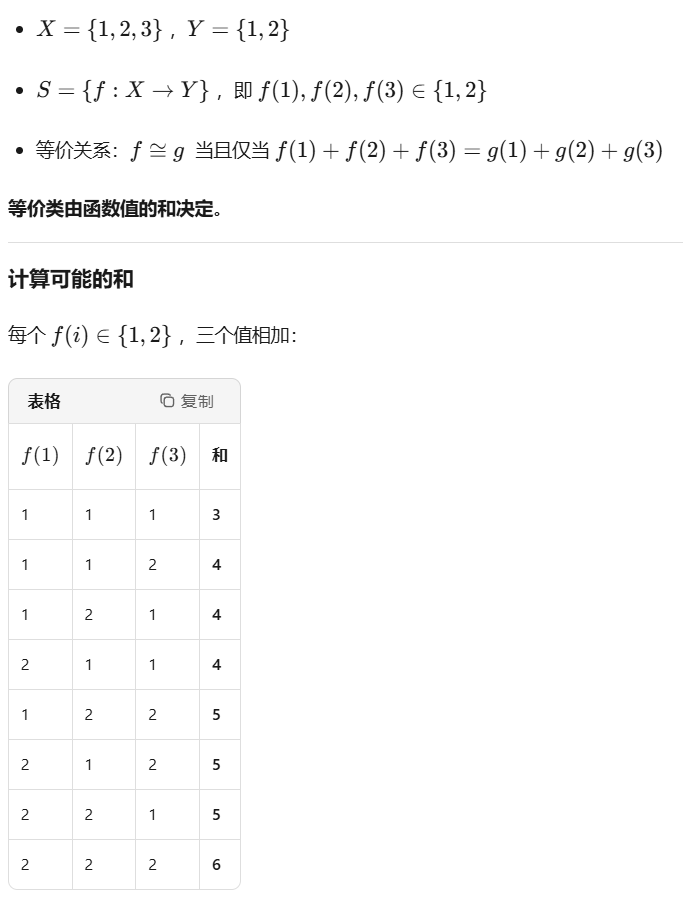 • X = {1, 2, 3}，Y = {1, 2}
• S = {f : X → Y}，即 f(1), f(2), f(3) ∈ {1, 2}
• 等价关系：f ≅ g 当且仅当 f(1) + f(2) + f(3) = g(1) + g(2) + g(3)
等价类由函数值的和决定。
计算可能的和
每个 f(i) ∈ {1, 2}，三个值相加：
表格 复制
f(1) f(2) f(3) 和
1 1 1 3
1 1 2 4
1 2 1 4
2 1 1 4
1 2 2 5
2 1 2 5
2 2 1 5
2 2 2 6